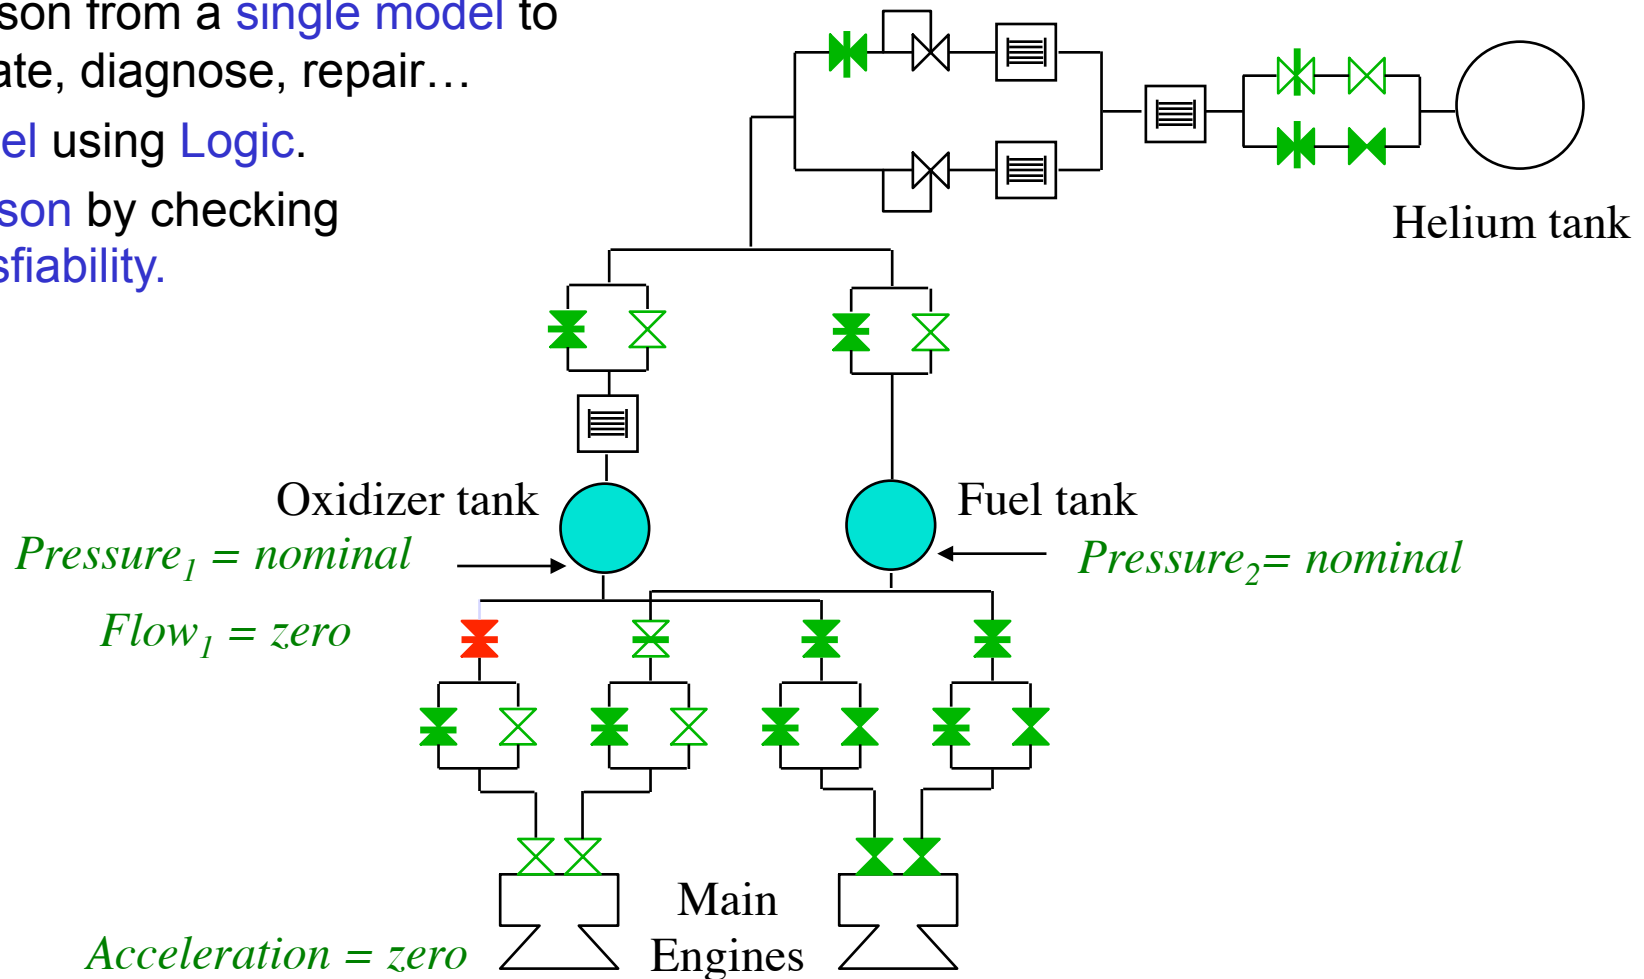 son from a single model to
ate, diagnose, repair…
el using Logic.
son by checking
sfiability.
Helium tank
Oxidizer tank
Fuel tank
Pressure₁ = nominal
Pressure₂= nominal
Flow₁ = zero
Main
Engines
Acceleration = zero